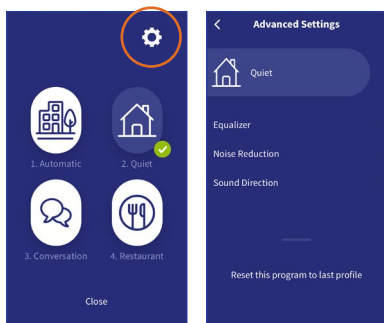 1. Automatic
2. Quiet
3. Conversation
4. Restaurant
Close
Advanced Settings
Quiet
Equalizer
Noise Reduction
Sound Direction
Reset this program to last profile